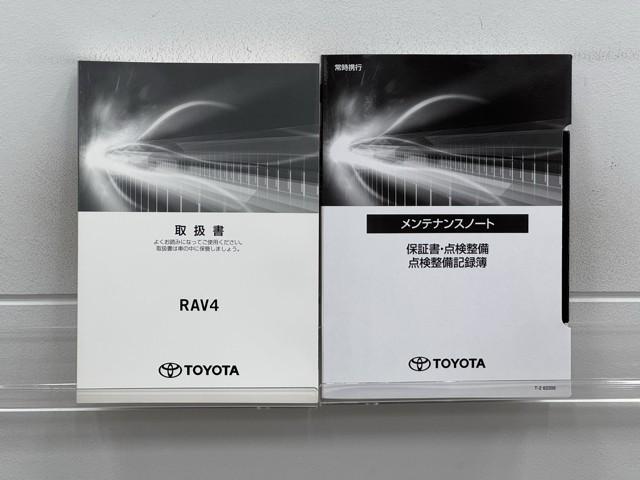 取扱書
よくお読みになってご使用ください。
取扱書は車の中に保管しましょう。
RAV4
TOYOTA
常時携行
メンテナンスノート
保証書・点検整備
点検整備記録簿
TOYOTA